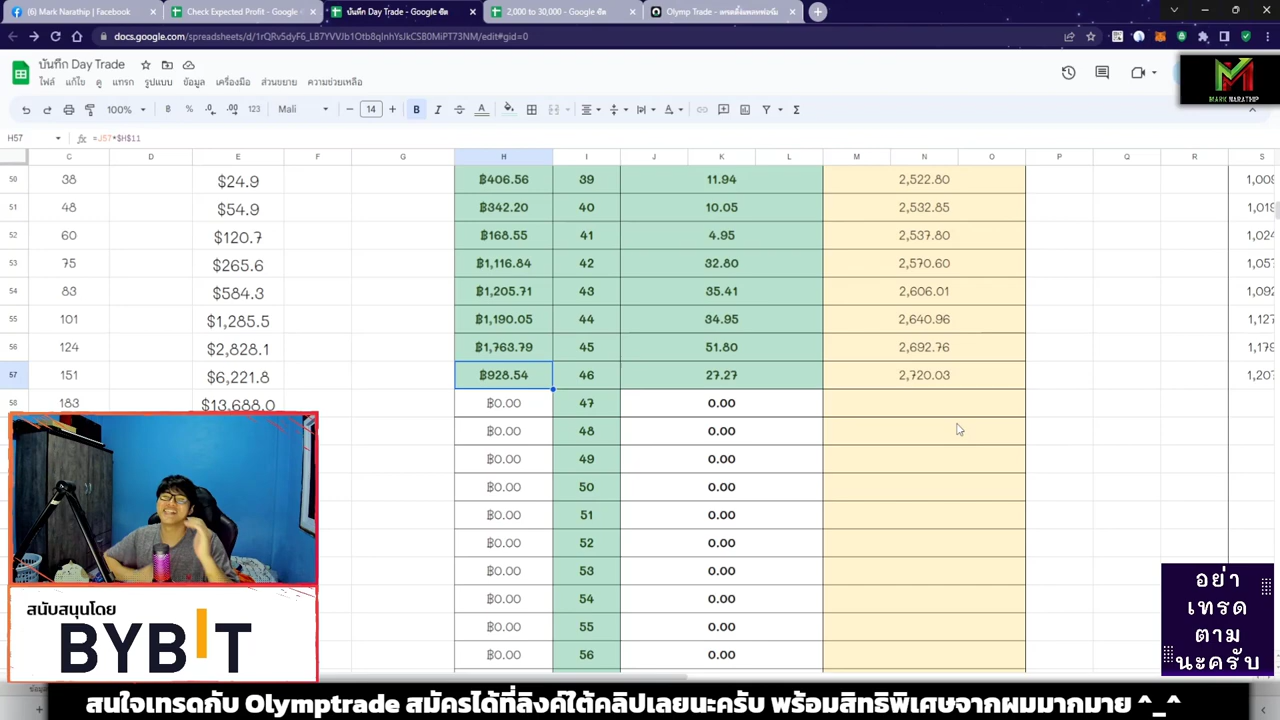 (4) Mark Narathip | Facebook
Check Expected Profit - Google
บันทึก Day Trade - Google ชีต
2,000 to 30,000 - Google ชีต
Olymp Trade - แพลตฟอร์มที่
docs.google.com/spreadsheets/d/1rQRv5dyF6_LB7YVVJb1Otb8qlnhYsJkCS80MiPT73NM/edit#gid=0
บันทึก Day Trade
ไฟล์ แก้ไข ดู แทรก รูปแบบ ข้อมูล เครื่องมือ ส่วนขยาย ความช่วยเหลือ
MARK NARATHIP
100% ฿ % .0 .00 123 Mali 14 B I S A
H57 fx =J57*$H$11
C D E F G H I J K L M N O P Q R S
50 38 $24.9 ฿406.56 39 11.94 2,522.80 1,008
51 48 $54.9 ฿342.20 40 10.05 2,532.85 1,019
52 60 $120.7 ฿168.55 41 4.95 2,537.80 1,024
53 75 $265.6 ฿1,116.84 42 32.80 2,570.60 1,057
54 83 $584.3 ฿1,205.71 43 35.41 2,606.01 1,092
55 101 $1,285.5 ฿1,190.05 44 34.95 2,640.96 1,127
56 124 $2,828.1 ฿1,763.79 45 51.80 2,692.76 1,179
57 151 $6,221.8 ฿928.54 46 27.27 2,720.03 1,207
58 183 $13,688.0 ฿0.00 47 0.00
฿0.00 48 0.00
฿0.00 49 0.00
฿0.00 50 0.00
฿0.00 51 0.00
฿0.00 52 0.00
฿0.00 53 0.00
฿0.00 54 0.00
฿0.00 55 0.00
฿0.00 56 0.00
สนับสนุนโดย
BYBIT
อย่า
เทรด
ตาม
นะครับ
สนใจเทรดกับ Olymptrade สมัครได้ที่ลิงค์ใต้คลิปเลยนะครับ พร้อมสิทธิพิเศษจากผมมากมาย ^_^